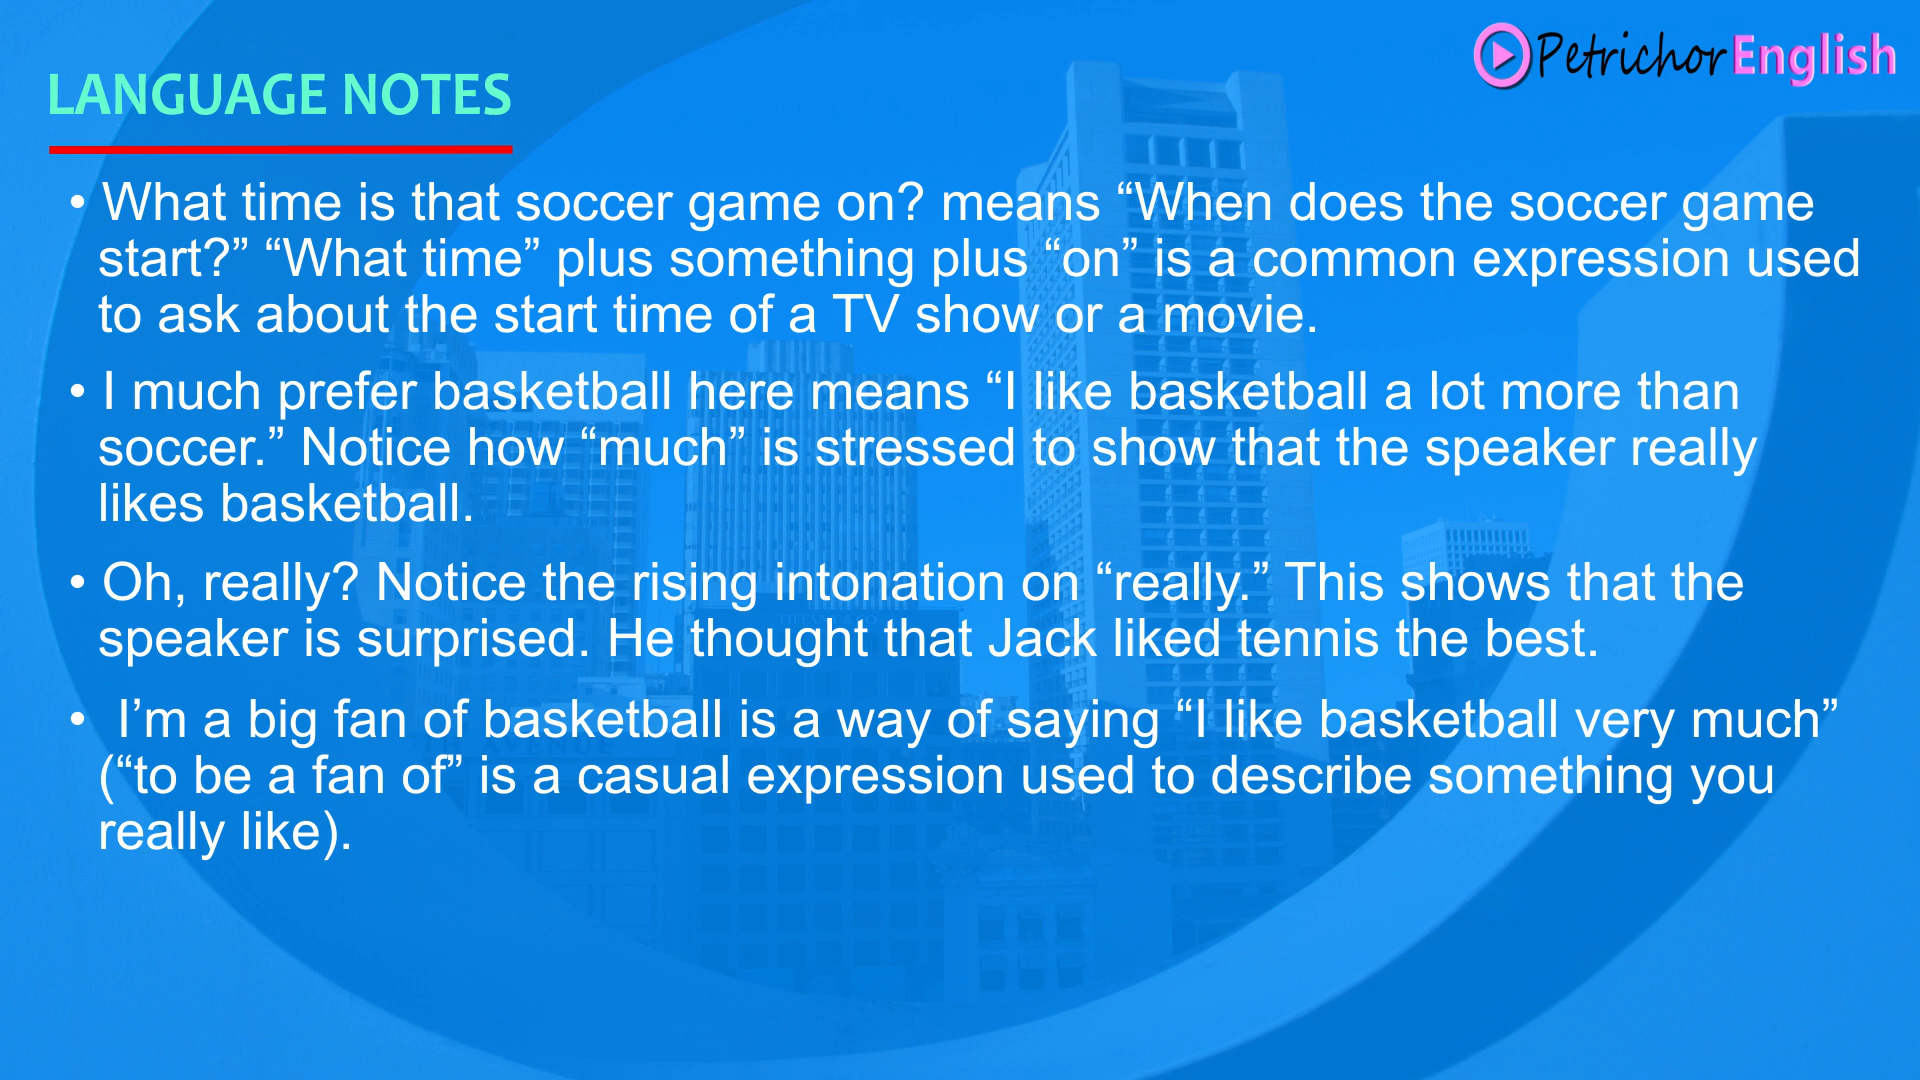 Petrichor English
LANGUAGE NOTES
• What time is that soccer game on? means “When does the soccer game
start?” “What time” plus something plus “on” is a common expression used
to ask about the start time of a TV show or a movie.
• I much prefer basketball here means “I like basketball a lot more than
soccer.” Notice how “much” is stressed to show that the speaker really
likes basketball.
• Oh, really? Notice the rising intonation on “really.” This shows that the
speaker is surprised. He thought that Jack liked tennis the best.
• I’m a big fan of basketball is a way of saying “I like basketball very much”
(“to be a fan of” is a casual expression used to describe something you
really like).